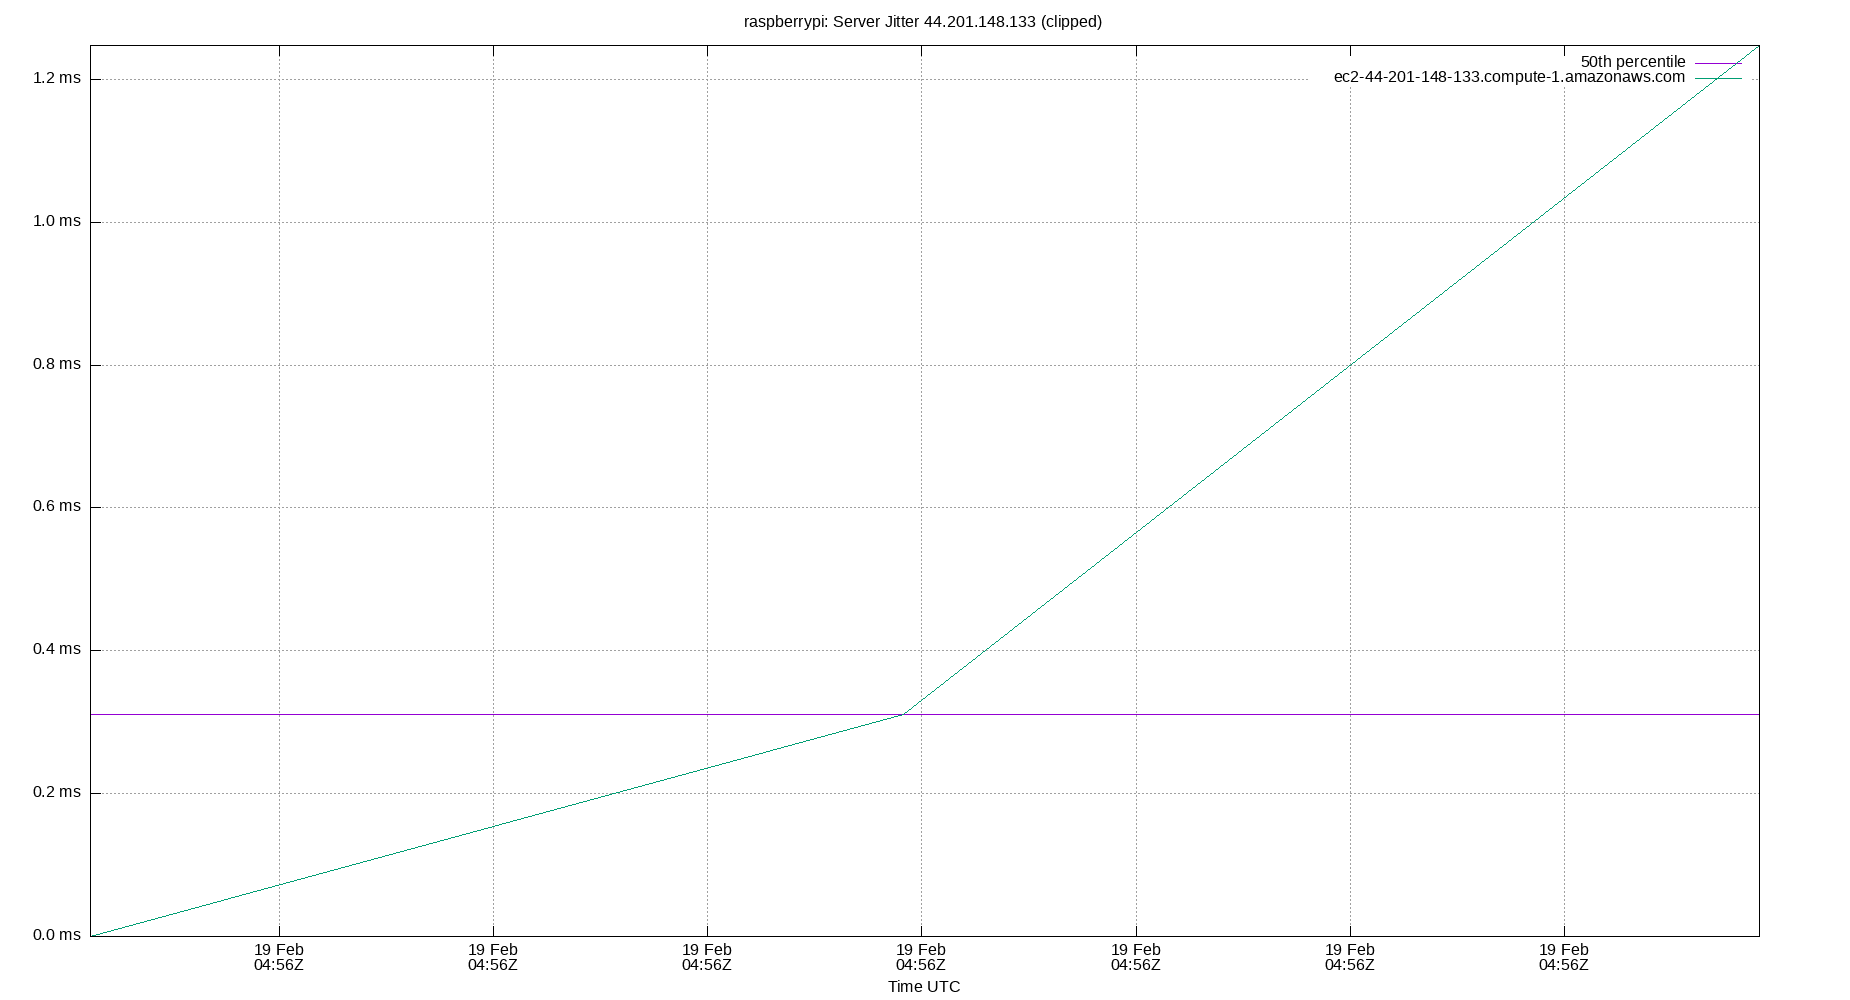 raspberrypi: Server Jitter 44.201.148.133 (clipped)
50th percentile
ec2-44-201-148-133.compute-1.amazonaws.com
1.2 ms
1.0 ms
0.8 ms
0.6 ms
0.4 ms
0.2 ms
0.0 ms
19 Feb 19 Feb 19 Feb 19 Feb 19 Feb 19 Feb 19 Feb
04:56Z 04:56Z 04:56Z 04:56Z 04:56Z 04:56Z 04:56Z
Time UTC